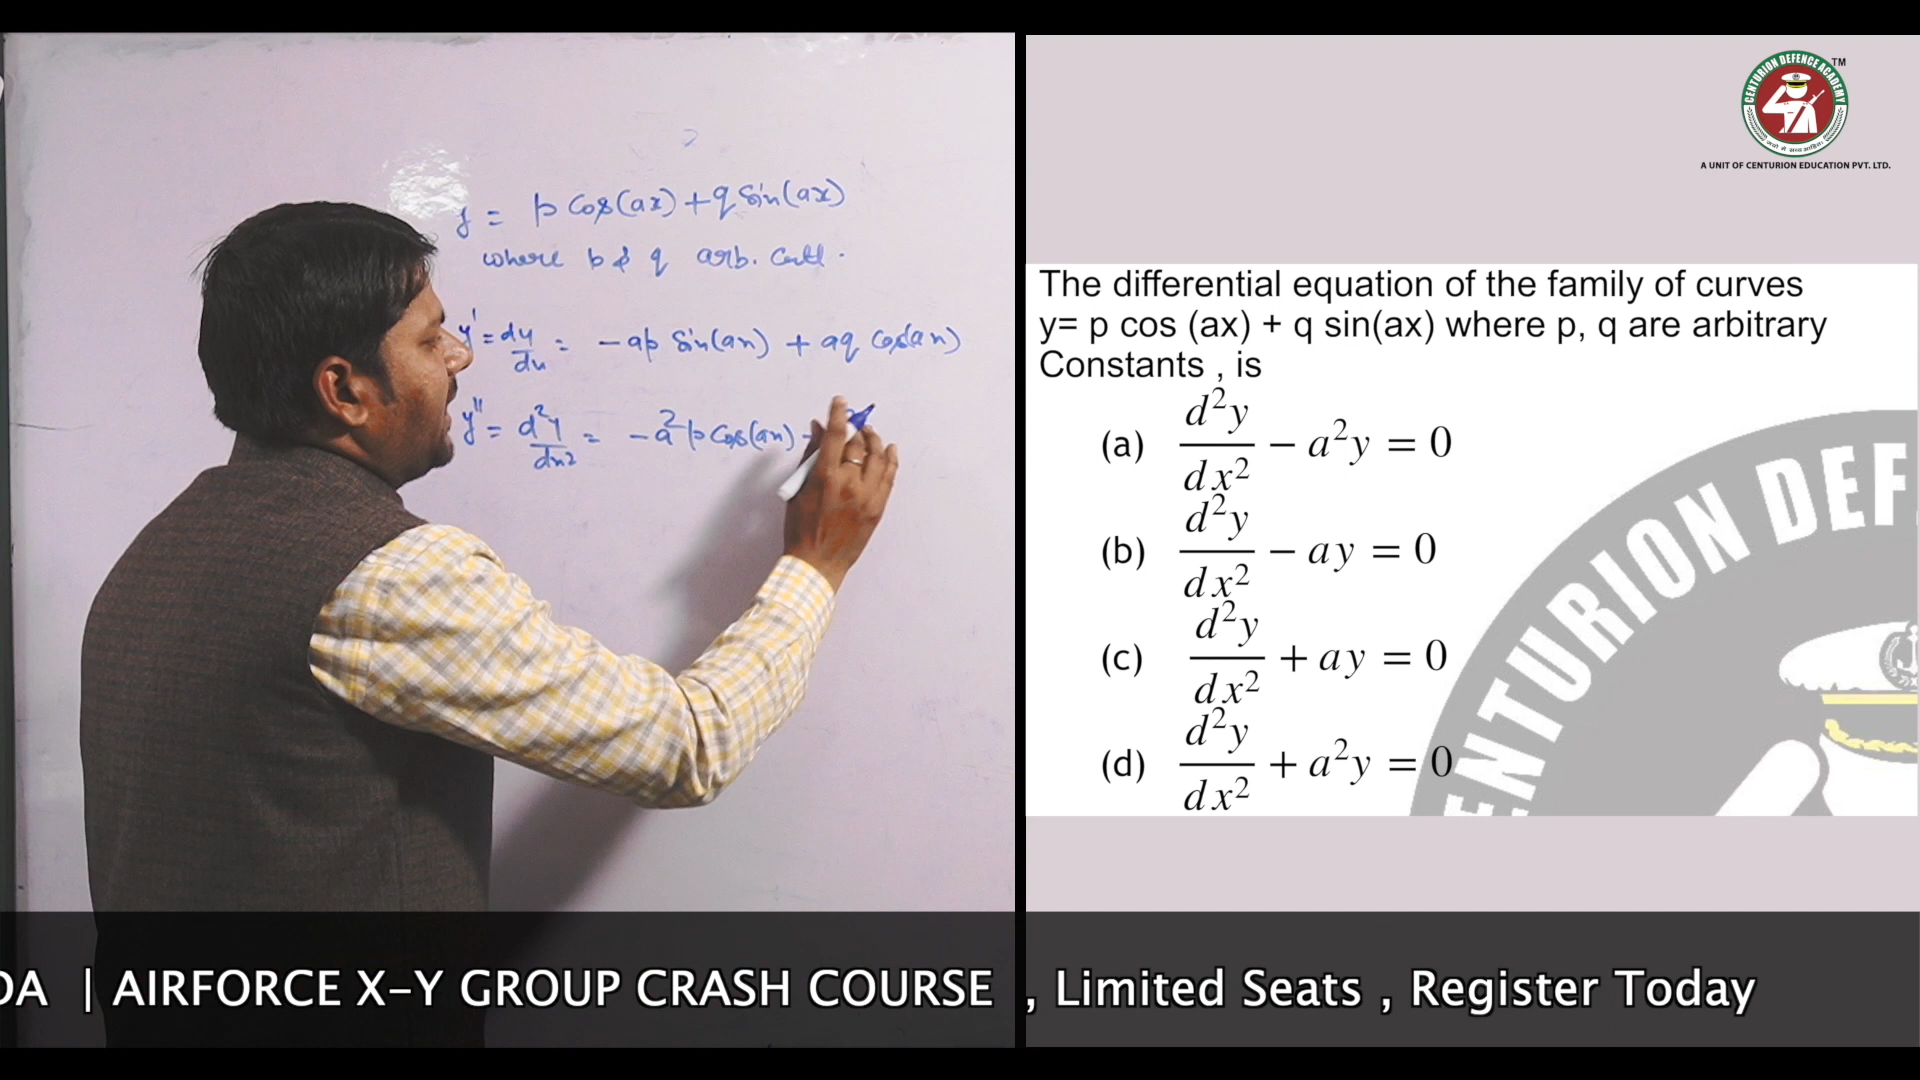 y = p cos(ax) + q sin(ax)
where p & q arb.
y' = dy/dx = -ap sin(ax) + aq cos(ax)
y'' = d²y/dx² = -a² p cos(ax) -
CENTURION DEFENCE ACADEMY
TM
A UNIT OF CENTURION EDUCATION PVT. LTD.
The differential equation of the family of curves
y= p cos (ax) + q sin(ax) where p, q are arbitrary
Constants , is
(a) d²y/dx² − a²y = 0
(b) d²y/dx² − ay = 0
(c) d²y/dx² + ay = 0
(d) d²y/dx² + a²y = 0
ENTURION DEF
DA | AIRFORCE X-Y GROUP CRASH COURSE , Limited Seats , Register Today